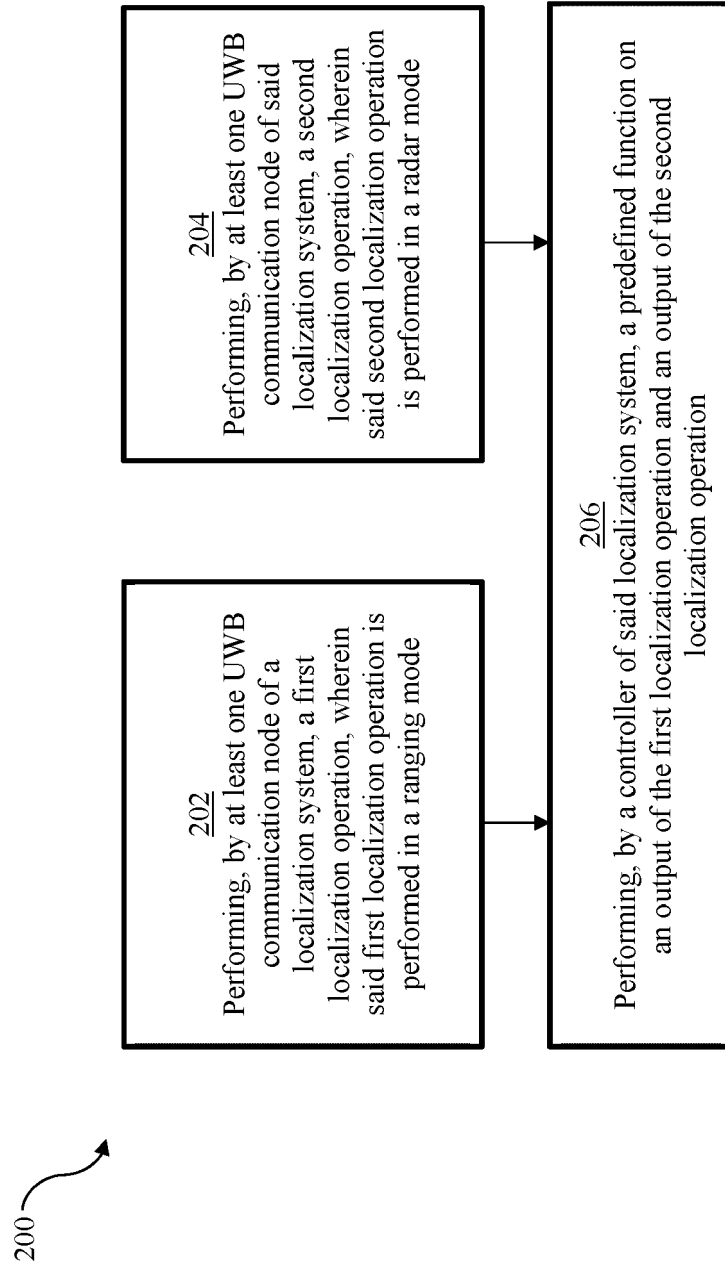 200
202
Performing, by at least one UWB
communication node of a
localization system, a first
localization operation, wherein
said first localization operation is
performed in a ranging mode
204
Performing, by at least one UWB
communication node of said
localization system, a second
localization operation, wherein
said second localization operation
is performed in a radar mode
206
Performing, by a controller of said localization system, a predefined function on
an output of the first localization operation and an output of the second
localization operation